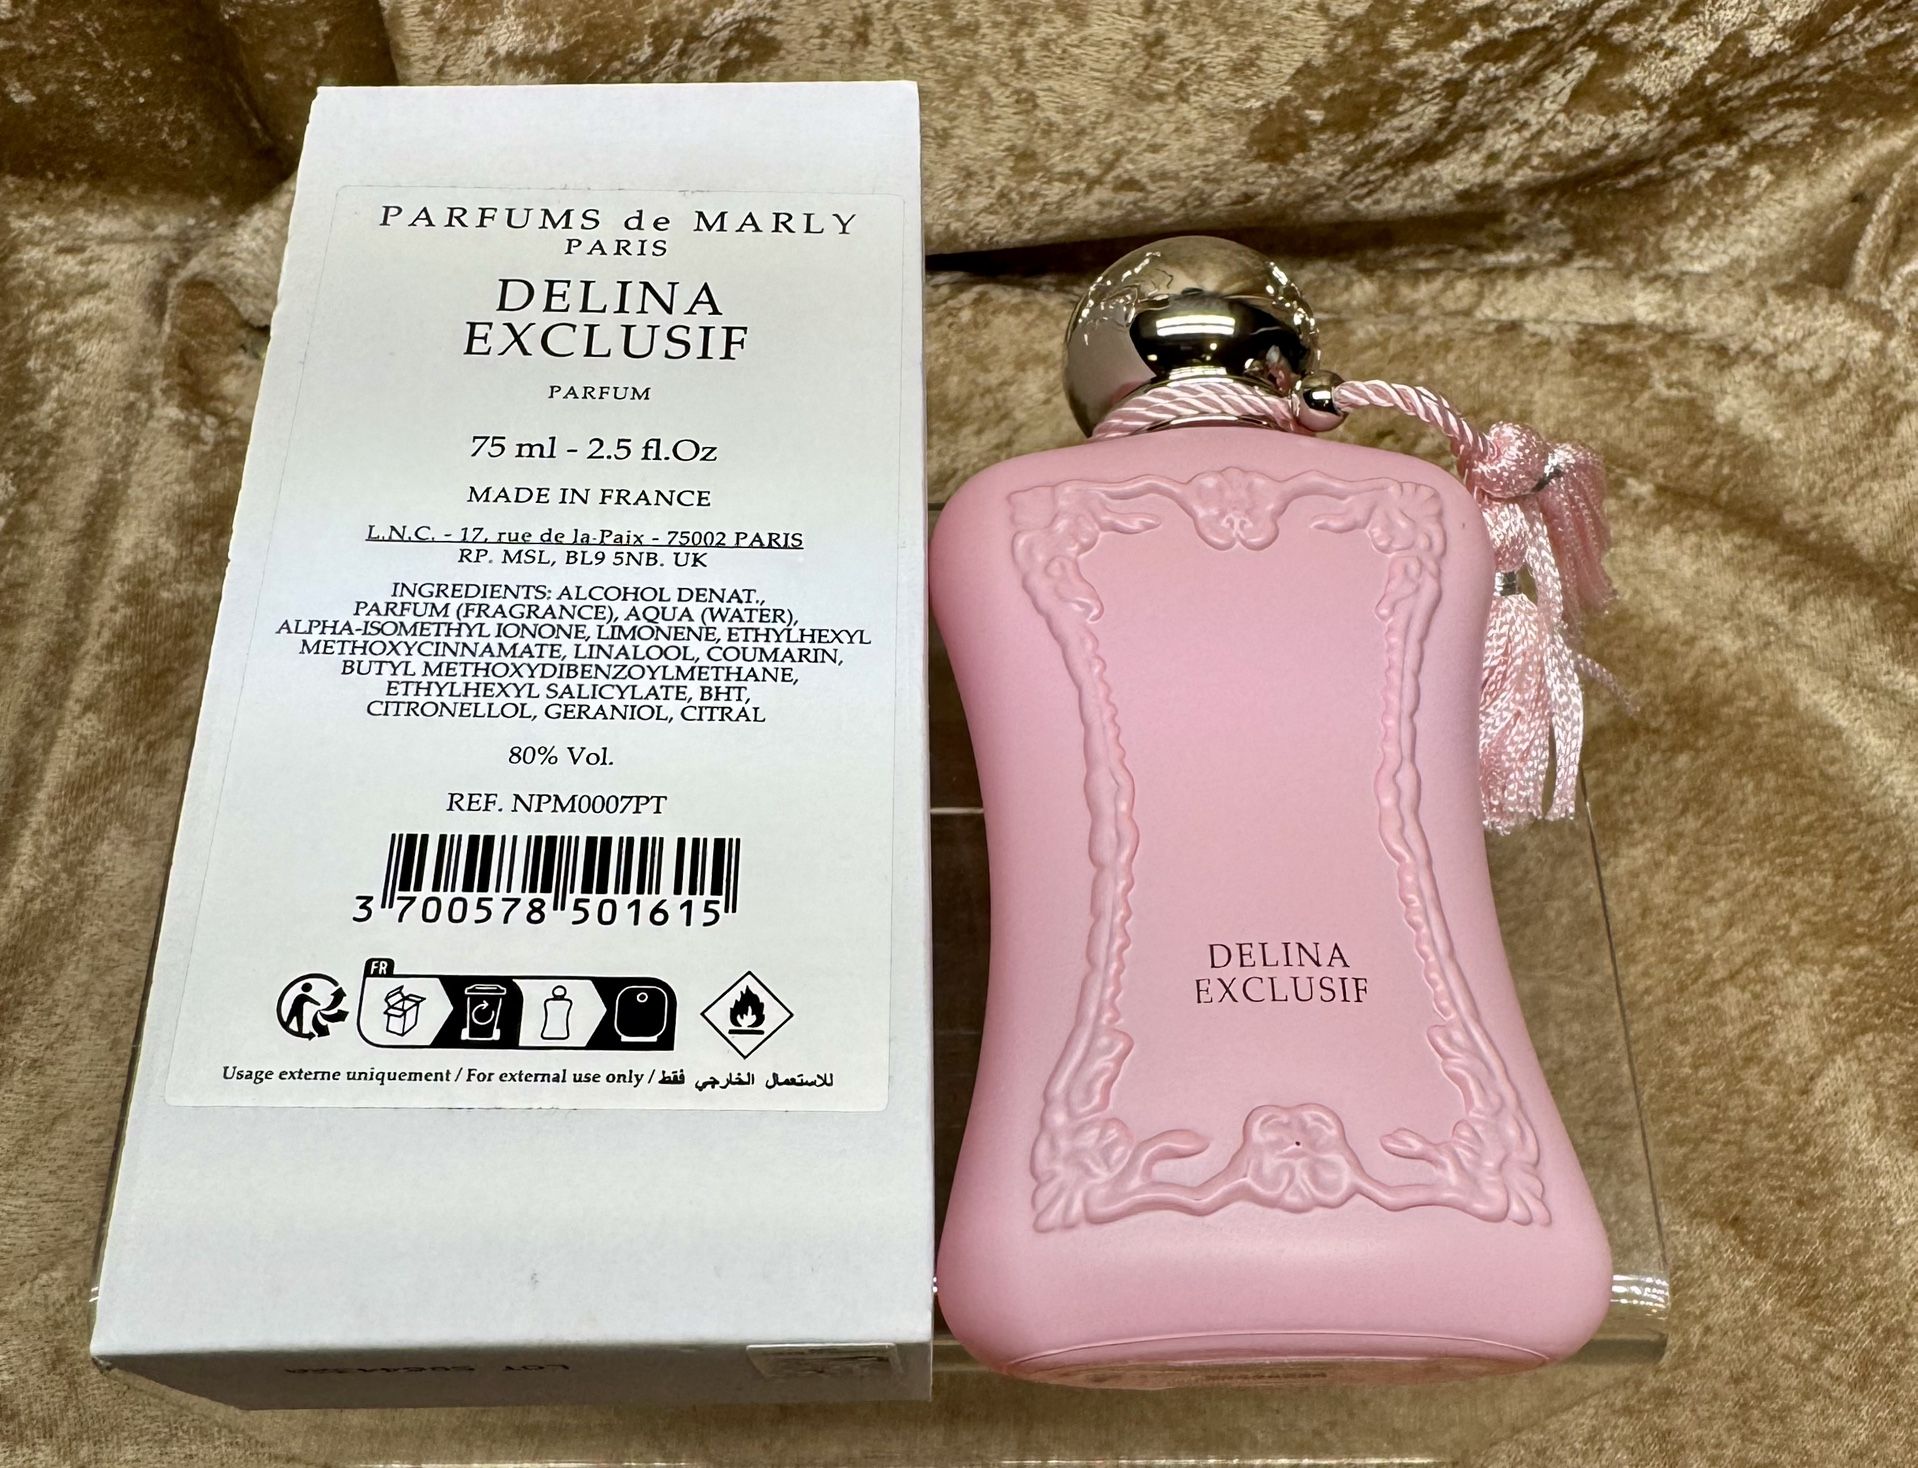 PARFUMS de MARLY
PARIS
DELINA
EXCLUSIF
PARFUM
75 ml - 2.5 fl.Oz
MADE IN FRANCE
L.N.C. - 17, rue de la Paix - 75002 PARIS
RP. MSL, BL9 5NB. UK
INGREDIENTS: ALCOHOL DENAT.,
PARFUM (FRAGRANCE), AQUA (WATER),
ALPHA-ISOMETHYL IONONE, LIMONENE, ETHYLHEXYL
METHOXYCINNAMATE, LINALOOL, COUMARIN,
BUTYL METHOXYDIBENZOYLMETHANE,
ETHYLHEXYL SALICYLATE, BHT,
CITRONELLOL, GERANIOL, CITRAL
80% Vol.
REF. NPM0007PT
3 700578 501615
FR
Usage externe uniquement / For external use only / للاستعمال الخارجي فقط
LOT
DELINA
EXCLUSIF